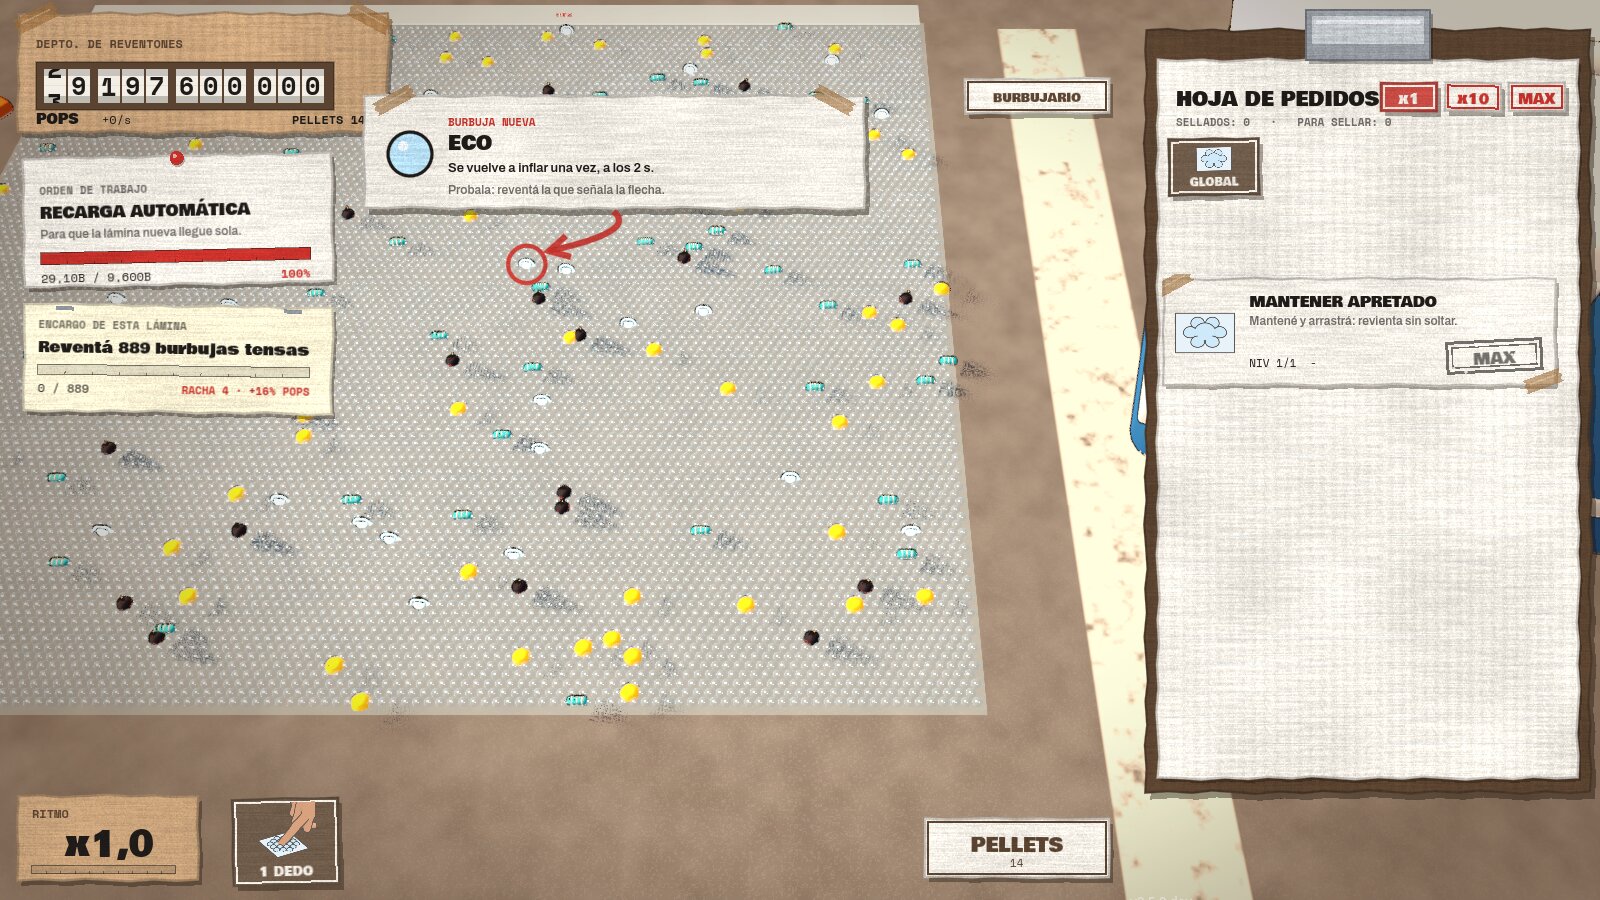 DEPTO. DE REVENTONES
9 197 600 000
POPS +0/s PELLETS 14
ORDEN DE TRABAJO
RECARGA AUTOMÁTICA
Para que la lámina nueva llegue sola.
29.10B / 9.600B 100%
ENCARGO DE ESTA LÁMINA
Reventá 889 burbujas tensas
0 / 889 RACHA 4 · +16% POPS
BURBUJA NUEVA
ECO
Se vuelve a inflar una vez, a los 2 s.
Probala: reventá la que señala la flecha.
BURBUJARIO
HOJA DE PEDIDOS x1 x10 MAX
SELLADOS: 0 · PARA SELLAR: 0
GLOBAL
MANTENER APRETADO
Mantené y arrastrá: revienta sin soltar.
NIV 1/1 -
MAX
RITMO
x1,0
1 DEDO
PELLETS
14